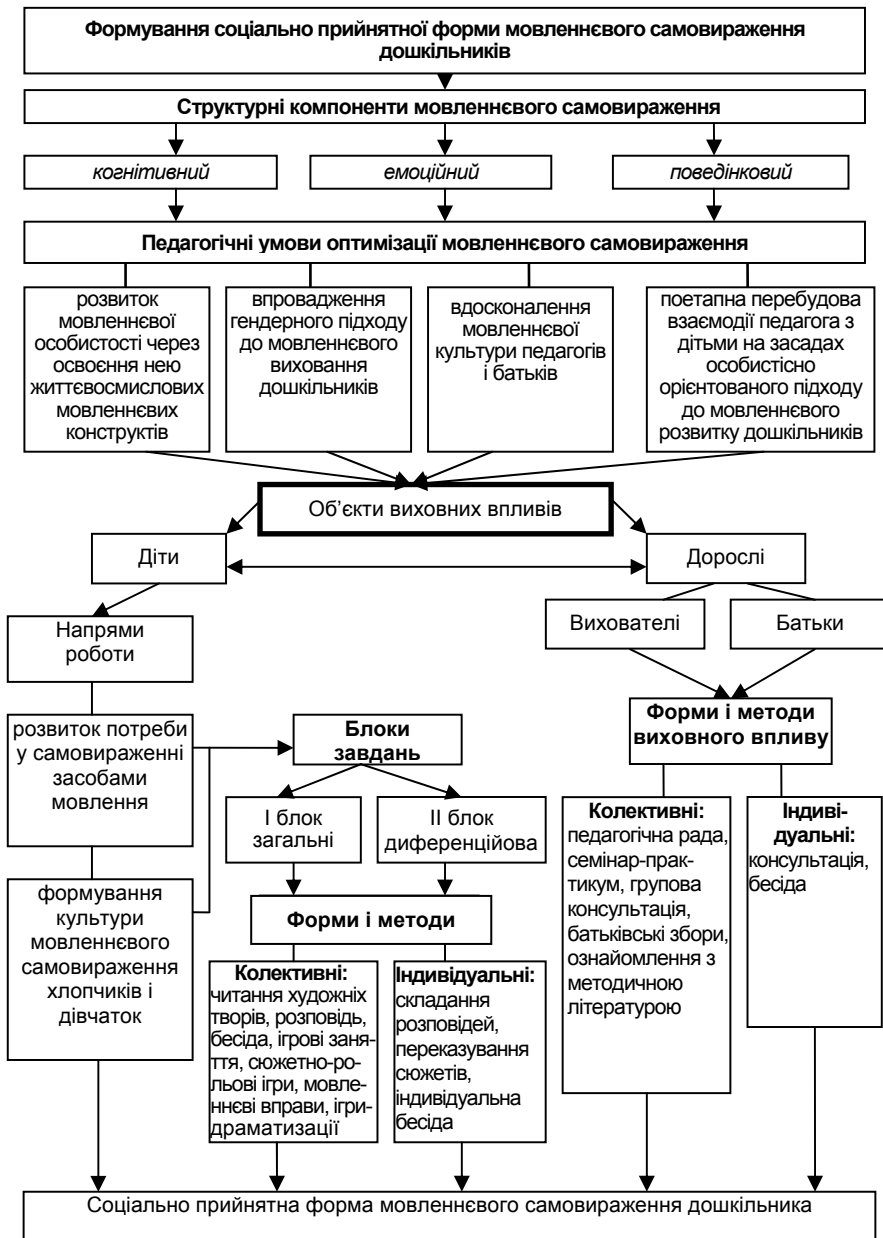 Формування соціально прийнятної форми мовленнєвого самовираження
дошкільників
Структурні компоненти мовленнєвого самовираження
когнітивний
емоційний
поведінковий
Педагогічні умови оптимізації мовленнєвого самовираження
розвиток
мовленнєвої
особистості через
освоєння нею
життєвосмислових
мовленнєвих
конструктів
впровадження
гендерного підходу
до мовленнєвого
виховання
дошкільників
вдосконалення
мовленнєвої
культури педагогів
і батьків
поетапна перебудова
взаємодії педагога з
дітьми на засадах
особистісно
орієнтованого підходу
до мовленнєвого
розвитку дошкільників
Об’єкти виховних впливів
Діти
Дорослі
Напрями
роботи
Вихователі
Батьки
розвиток потреби
у самовираженні
засобами
мовлення
Блоки
завдань
Форми і методи
виховного впливу
І блок
загальні
ІІ блок
диференційова
формування
культури
мовленнєвого
самовираження
хлопчиків і
дівчаток
Форми і методи
Колективні:
читання художніх
творів, розповідь,
бесіда, ігрові заня-
ття, сюжетно-ро-
льові ігри, мовле-
ннєві вправи, ігри-
драматизації
Індивідуальні:
складання
розповідей,
переказування
сюжетів,
індивідуальна
бесіда
Колективні:
педагогічна рада,
семінар-прак-
тикум, групова
консультація,
батьківські збори,
ознайомлення з
методичною
літературою
Індиві-
дуальні:
консультація,
бесіда
Соціально прийнятна форма мовленнєвого самовираження дошкільника